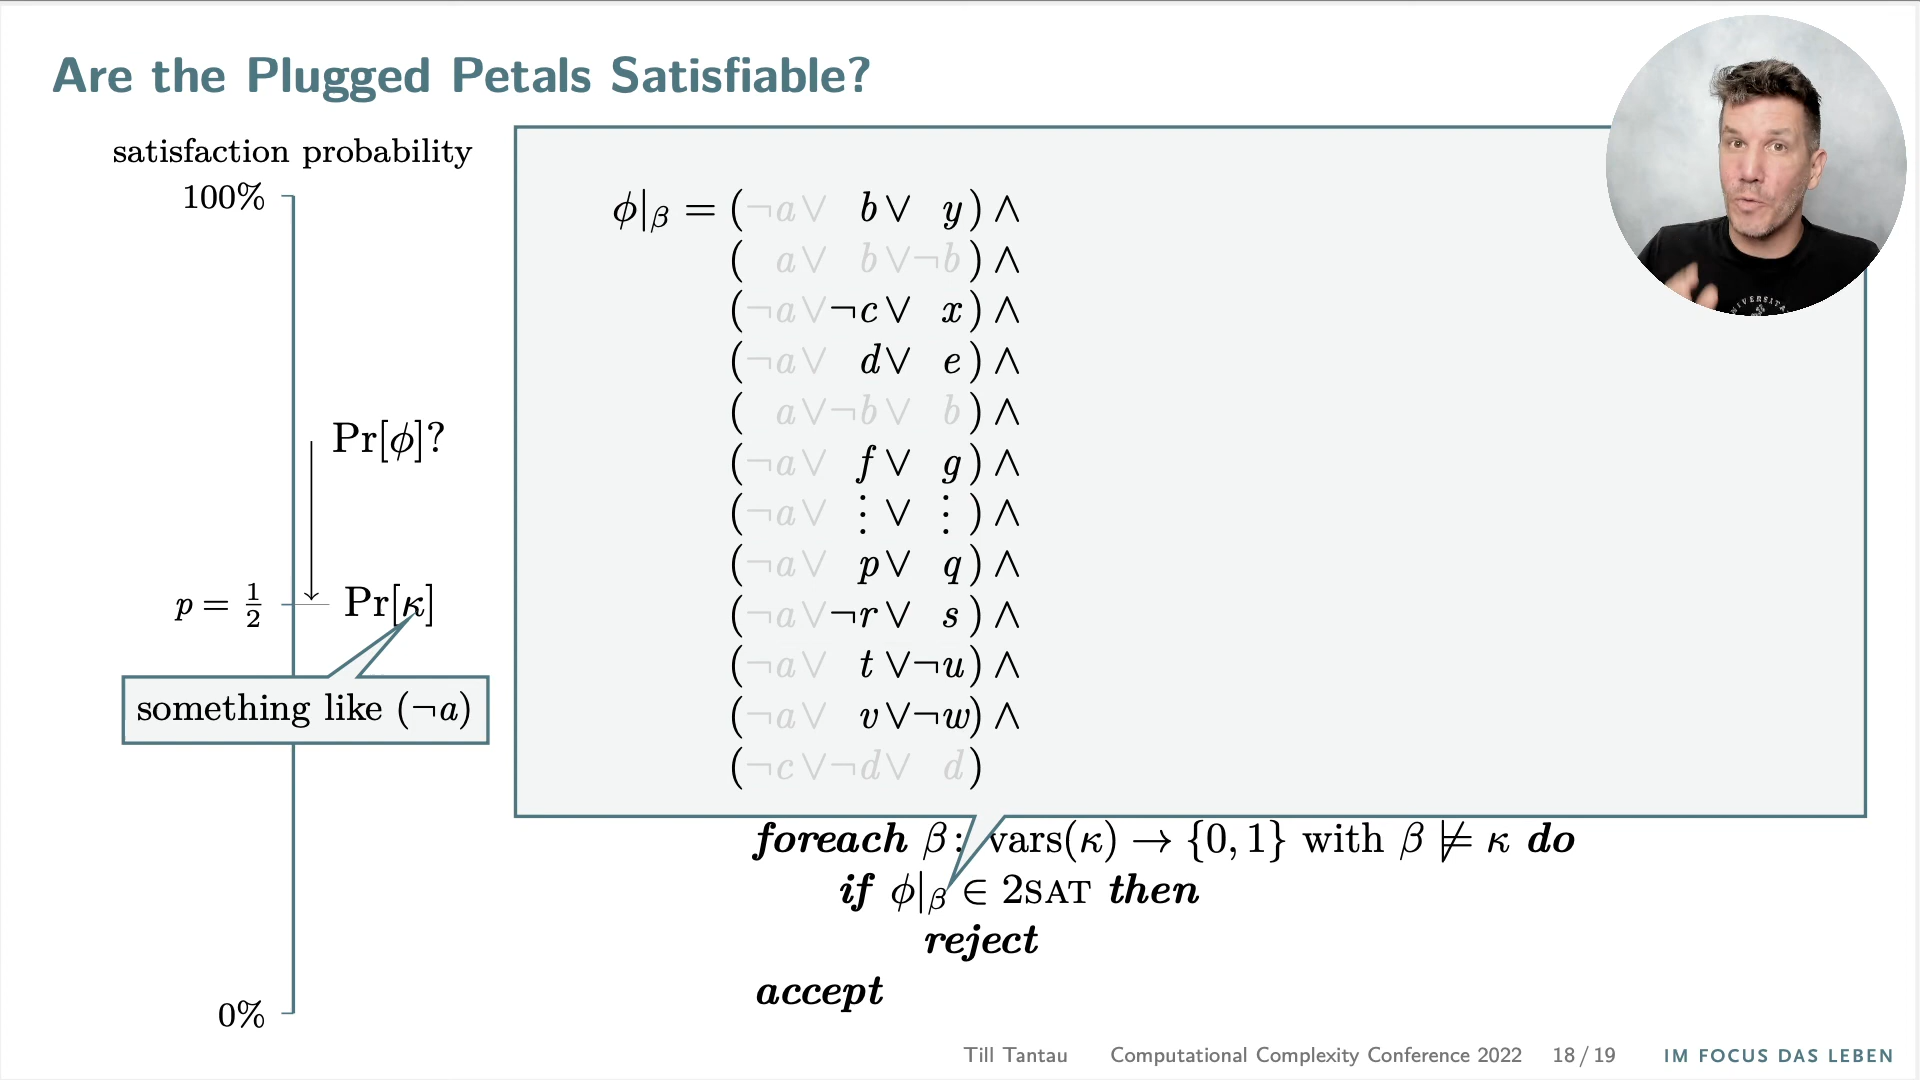 Are the Plugged Petals Satisfiable?
satisfaction probability
100%
Pr[ϕ]?
p = 1/2
Pr[κ]
something like (¬a)
0%
ϕ|β = (¬a∨ b∨ y) ∧
( a∨ b∨¬b) ∧
(¬a∨¬c∨ x) ∧
(¬a∨ d∨ e) ∧
( a∨¬b∨ b) ∧
(¬a∨ f∨ g) ∧
(¬a∨ ⋮ ∨ ⋮ ) ∧
(¬a∨ p∨ q) ∧
(¬a∨¬r∨ s) ∧
(¬a∨ t∨¬u) ∧
(¬a∨ v∨¬w) ∧
(¬c∨¬d∨ d)
foreach β: vars(κ) → {0, 1} with β ⊭ κ do
if ϕ|β ∈ 2SAT then
reject
accept
Till Tantau Computational Complexity Conference 2022 18 / 19 IM FOCUS DAS LEBEN